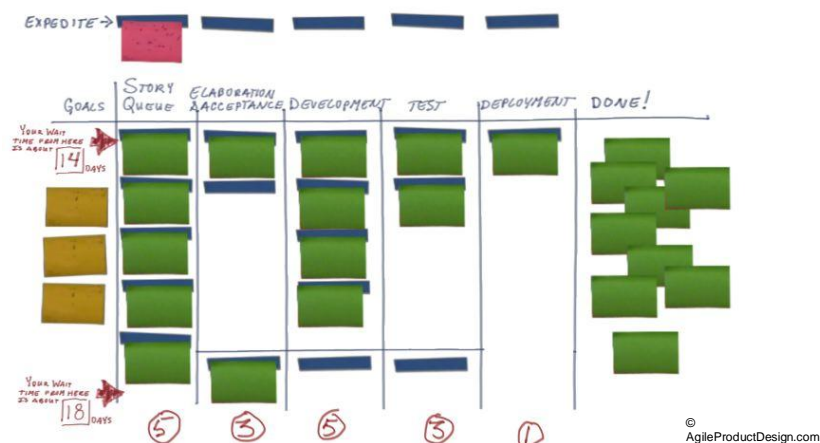 EXPEDITE →
GOALS
STORY
QUEUE
ELABORATION
& ACCEPTANCE
DEVELOPMENT
TEST
DEPLOYMENT
DONE!
YOUR WAIT
TIME FROM HERE
IS ABOUT
14 DAYS
YOUR WAIT
TIME FROM HERE
IS ABOUT
18 DAYS
5
3
5
3
1
©
AgileProductDesign.com